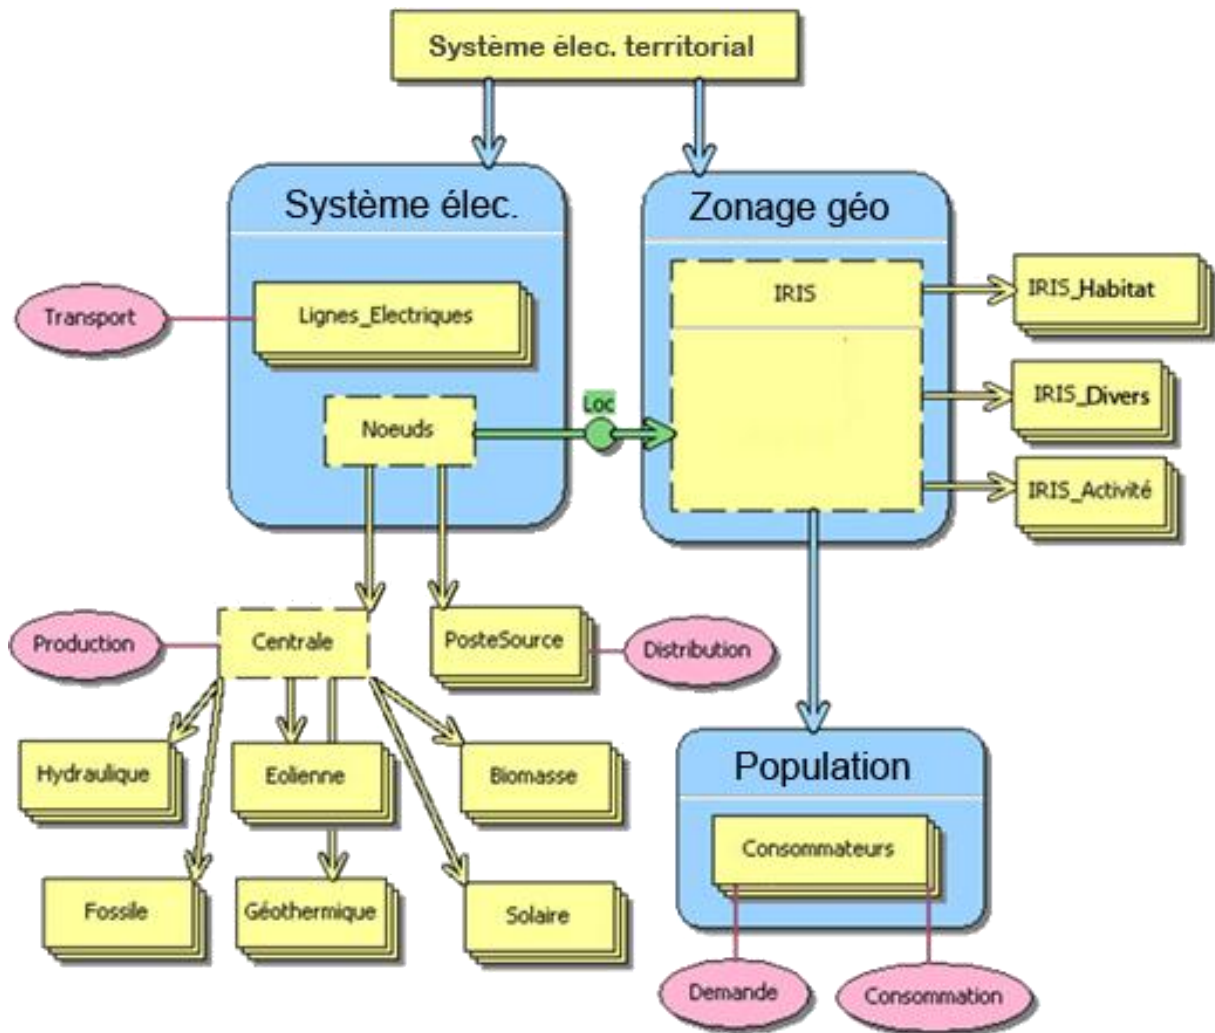 Système élec. territorial
Système élec.
Zonage géo
Lignes_Electriques
Transport
IRIS
IRIS_Habitat
IRIS_Divers
IRIS_Activité
Loc
Noeuds
Production
Centrale
PosteSource
Distribution
Hydraulique
Eolienne
Biomasse
Population
Consommateurs
Fossile
Géothermique
Solaire
Demande
Consommation